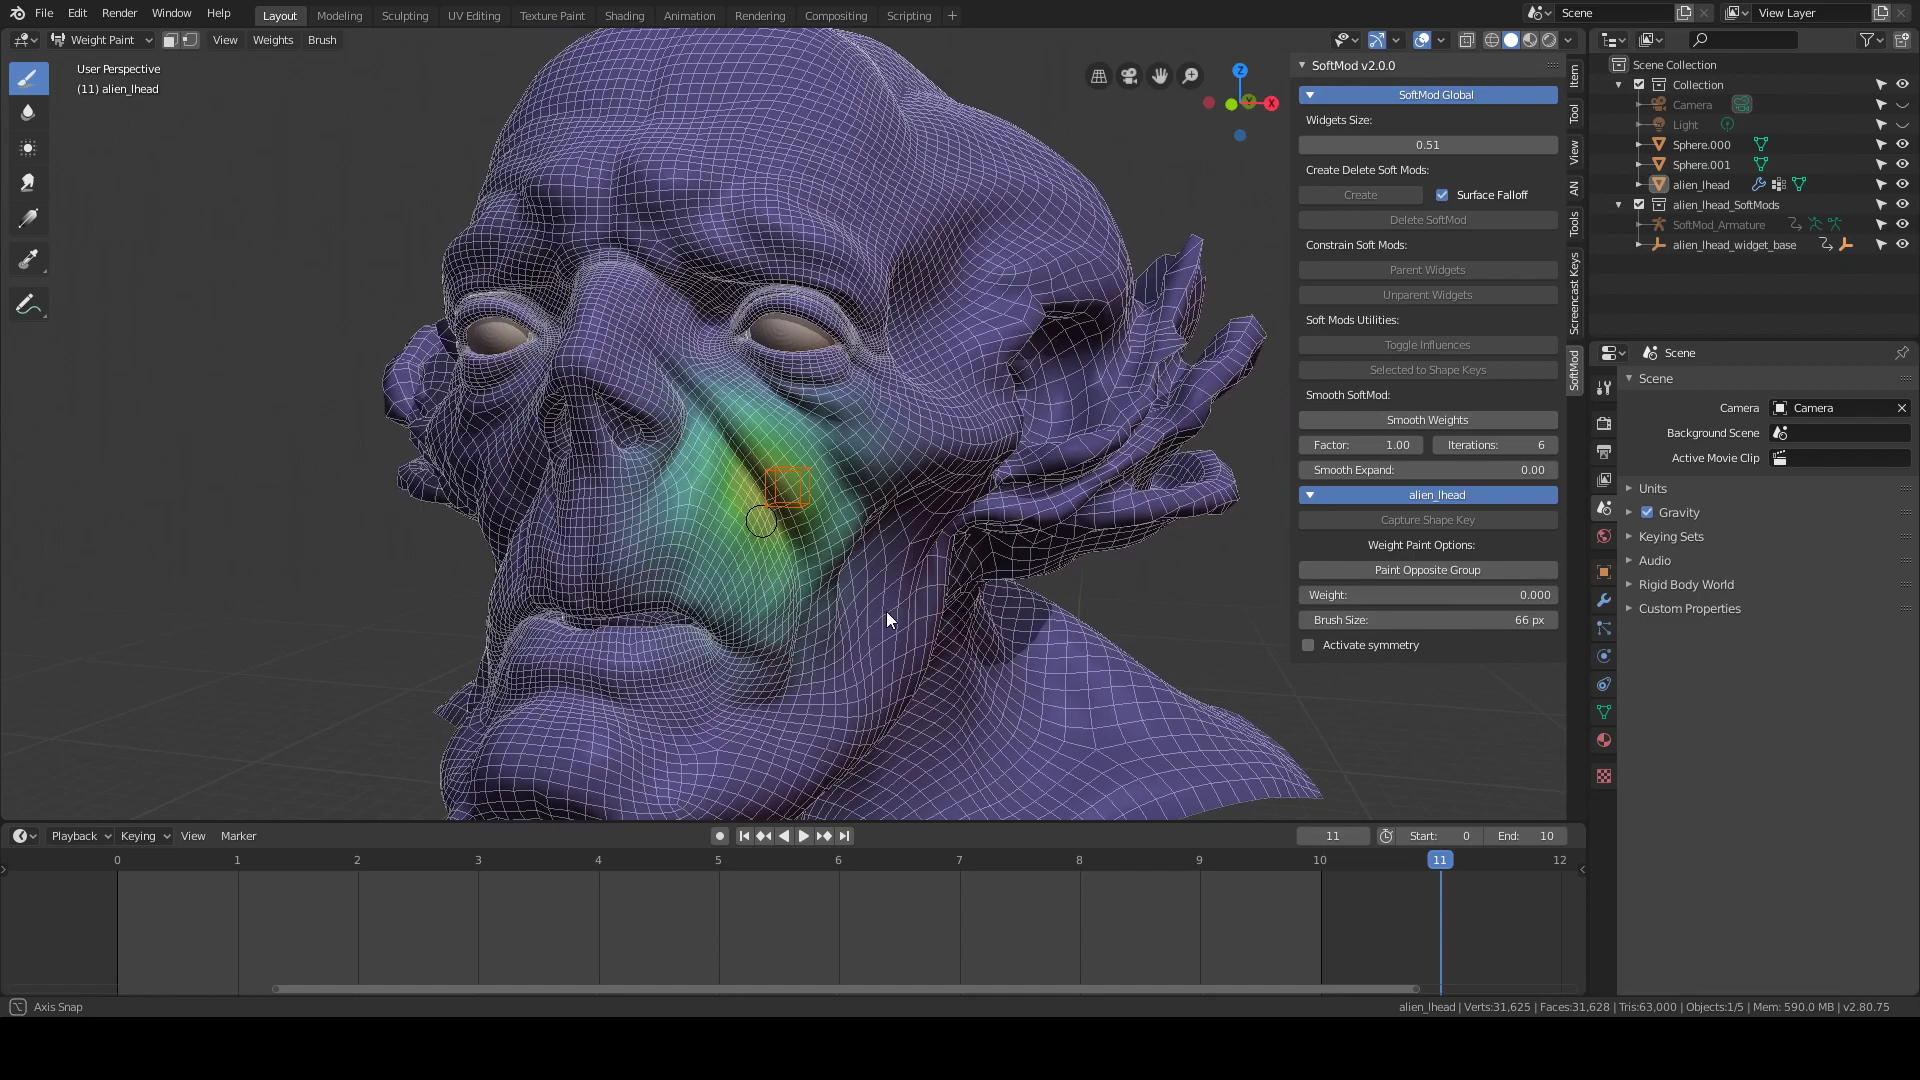 File Edit Render Window Help Layout Modeling Sculpting UV Editing Texture Paint Shading Animation Rendering Compositing Scripting + Scene View Layer
Weight Paint View Weights Brush
User Perspective
(11) alien_lhead
X
Y
Z
SoftMod v2.0.0
SoftMod Global
Widgets Size:
0.51
Create Delete Soft Mods:
Create Surface Falloff
Delete SoftMod
Constrain Soft Mods:
Parent Widgets
Unparent Widgets
Soft Mods Utilities:
Toggle Influences
Selected to Shape Keys
Smooth SoftMod:
Smooth Weights
Factor: 1.00 Iterations: 6
Smooth Expand: 0.00
alien_lhead
Capture Shape Key
Weight Paint Options:
Paint Opposite Group
Weight: 0.000
Brush Size: 66 px
Activate symmetry
Item
Tool
View
AN
Tools
Screencast Keys
SoftMod
Scene Collection
Collection
Camera
Light
Sphere.000
Sphere.001
alien_lhead
alien_lhead_SoftMods
SoftMod_Armature
alien_lhead_widget_base
Scene
Scene
Camera Camera
Background Scene
Active Movie Clip
Units
Gravity
Keying Sets
Audio
Rigid Body World
Custom Properties
Playback Keying View Marker 11 Start: 0 End: 10
0 1 2 3 4 5 6 7 8 9 10 11 12
Axis Snap
alien_lhead | Verts:31,625 | Faces:31,628 | Tris:63,000 | Objects:1/5 | Mem: 590.0 MB | v2.80.75